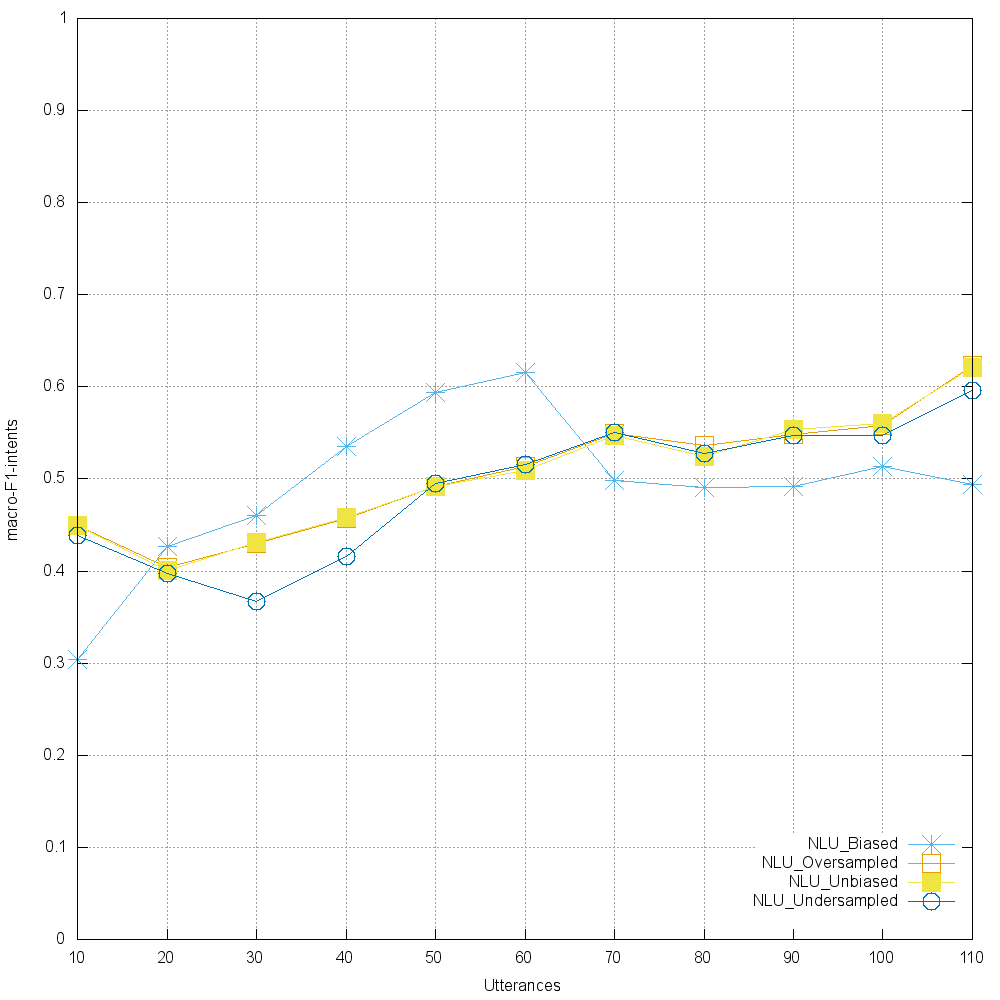 1
0.9
0.8
0.7
0.6
0.5
0.4
0.3
0.2
0.1
0
macro-F1-intents
NLU_Biased
NLU_Oversampled
NLU_Unbiased
NLU_Undersampled
10 20 30 40 50 60 70 80 90 100 110
Utterances